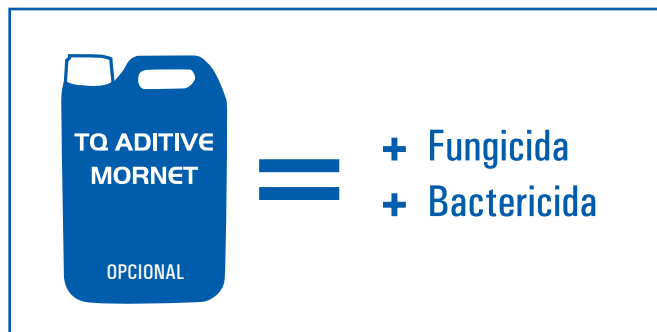 TQ ADITIVE
MORNET
OPCIONAL
=
+ Fungicida
+ Bactericida